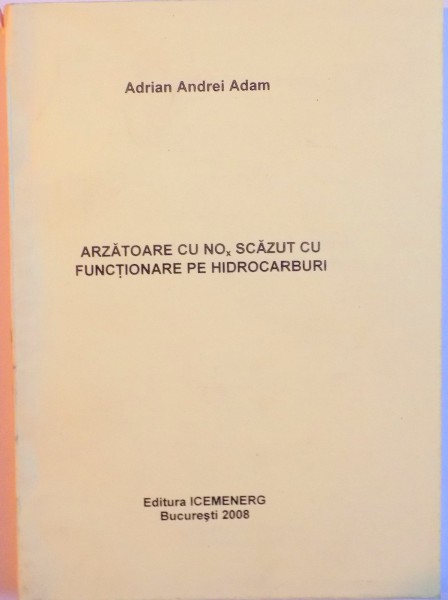 Adrian Andrei Adam
ARZĂTOARE CU NOₓ SCĂZUT CU
FUNCȚIONARE PE HIDROCARBURI
Editura ICEMENERG
București 2008